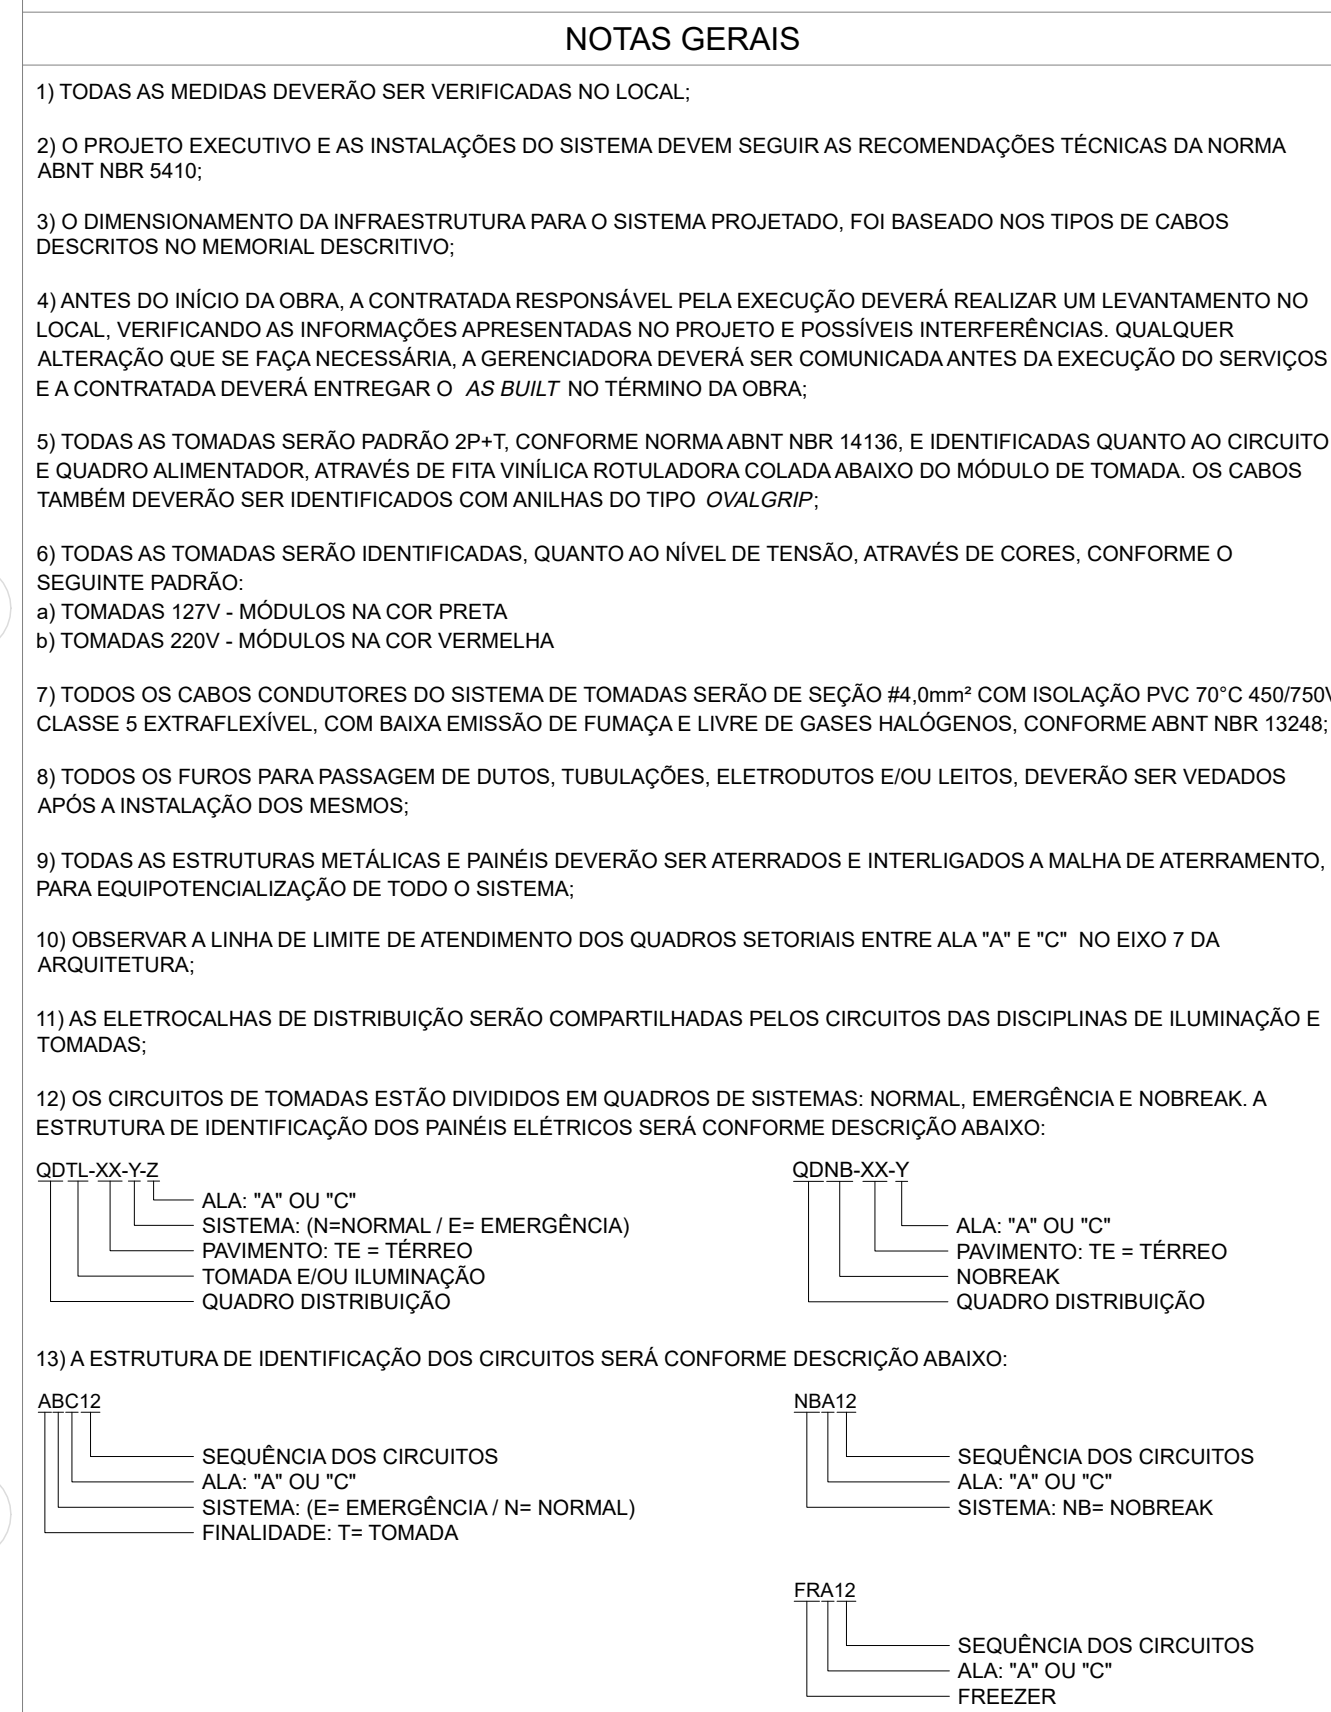 NOTAS GERAIS
1) TODAS AS MEDIDAS DEVERÃO SER VERIFICADAS NO LOCAL;
2) O PROJETO EXECUTIVO E AS INSTALAÇÕES DO SISTEMA DEVEM SEGUIR AS RECOMENDAÇÕES TÉCNICAS DA NORMA
ABNT NBR 5410;
3) O DIMENSIONAMENTO DA INFRAESTRUTURA PARA O SISTEMA PROJETADO, FOI BASEADO NOS TIPOS DE CABOS
DESCRITOS NO MEMORIAL DESCRITIVO;
4) ANTES DO INÍCIO DA OBRA, A CONTRATADA RESPONSÁVEL PELA EXECUÇÃO DEVERÁ REALIZAR UM LEVANTAMENTO NO
LOCAL, VERIFICANDO AS INFORMAÇÕES APRESENTADAS NO PROJETO E POSSÍVEIS INTERFERÊNCIAS. QUALQUER
ALTERAÇÃO QUE SE FAÇA NECESSÁRIA, A GERENCIADORA DEVERÁ SER COMUNICADA ANTES DA EXECUÇÃO DO SERVIÇOS
E A CONTRATADA DEVERÁ ENTREGAR O AS BUILT NO TÉRMINO DA OBRA;
5) TODAS AS TOMADAS SERÃO PADRÃO 2P+T, CONFORME NORMA ABNT NBR 14136, E IDENTIFICADAS QUANTO AO CIRCUITO
E QUADRO ALIMENTADOR, ATRAVÉS DE FITA VINÍLICA ROTULADORA COLADA ABAIXO DO MÓDULO DE TOMADA. OS CABOS
TAMBÉM DEVERÃO SER IDENTIFICADOS COM ANILHAS DO TIPO OVALGRIP;
6) TODAS AS TOMADAS SERÃO IDENTIFICADAS, QUANTO AO NÍVEL DE TENSÃO, ATRAVÉS DE CORES, CONFORME O
SEGUINTE PADRÃO:
a) TOMADAS 127V - MÓDULOS NA COR PRETA
b) TOMADAS 220V - MÓDULOS NA COR VERMELHA
7) TODOS OS CABOS CONDUTORES DO SISTEMA DE TOMADAS SERÃO DE SEÇÃO #4,0mm² COM ISOLAÇÃO PVC 70°C 450/750V
CLASSE 5 EXTRAFLEXÍVEL, COM BAIXA EMISSÃO DE FUMAÇA E LIVRE DE GASES HALÓGENOS, CONFORME ABNT NBR 13248;
8) TODOS OS FUROS PARA PASSAGEM DE DUTOS, TUBULAÇÕES, ELETRODUTOS E/OU LEITOS, DEVERÃO SER VEDADOS
APÓS A INSTALAÇÃO DOS MESMOS;
9) TODAS AS ESTRUTURAS METÁLICAS E PAINÉIS DEVERÃO SER ATERRADOS E INTERLIGADOS A MALHA DE ATERRAMENTO,
PARA EQUIPOTENCIALIZAÇÃO DE TODO O SISTEMA;
10) OBSERVAR A LINHA DE LIMITE DE ATENDIMENTO DOS QUADROS SETORIAIS ENTRE ALA "A" E "C" NO EIXO 7 DA
ARQUITETURA;
11) AS ELETROCALHAS DE DISTRIBUIÇÃO SERÃO COMPARTILHADAS PELOS CIRCUITOS DAS DISCIPLINAS DE ILUMINAÇÃO E
TOMADAS;
12) OS CIRCUITOS DE TOMADAS ESTÃO DIVIDIDOS EM QUADROS DE SISTEMAS: NORMAL, EMERGÊNCIA E NOBREAK. A
ESTRUTURA DE IDENTIFICAÇÃO DOS PAINÉIS ELÉTRICOS SERÁ CONFORME DESCRIÇÃO ABAIXO:
QDTL-XX-Y-Z
ALA: "A" OU "C"
SISTEMA: (N=NORMAL / E= EMERGÊNCIA)
PAVIMENTO: TE = TÉRREO
TOMADA E/OU ILUMINAÇÃO
QUADRO DISTRIBUIÇÃO
QDNB-XX-Y
ALA: "A" OU "C"
PAVIMENTO: TE = TÉRREO
NOBREAK
QUADRO DISTRIBUIÇÃO
13) A ESTRUTURA DE IDENTIFICAÇÃO DOS CIRCUITOS SERÁ CONFORME DESCRIÇÃO ABAIXO:
ABC12
SEQUÊNCIA DOS CIRCUITOS
ALA: "A" OU "C"
SISTEMA: (E= EMERGÊNCIA / N= NORMAL)
FINALIDADE: T= TOMADA
NBA12
SEQUÊNCIA DOS CIRCUITOS
ALA: "A" OU "C"
SISTEMA: NB= NOBREAK
FRA12
SEQUÊNCIA DOS CIRCUITOS
ALA: "A" OU "C"
FREEZER